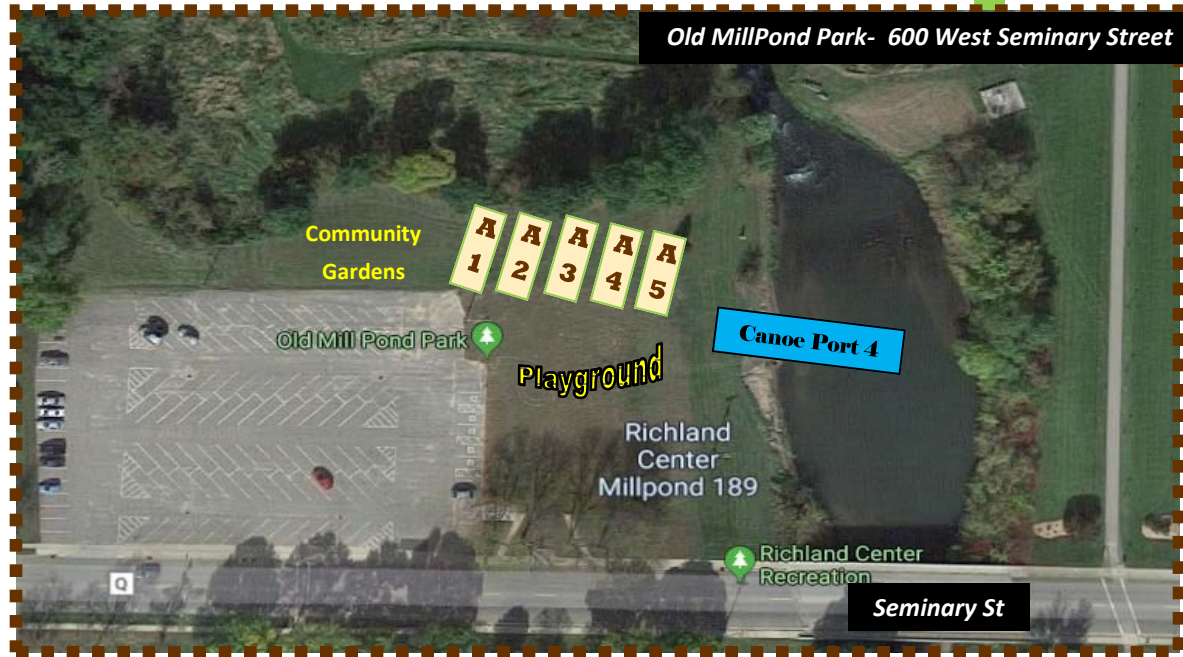 Old MillPond Park- 600 West Seminary Street
Community
Gardens
A
1
A
2
A
3
A
4
A
5
Old Mill Pond Park
Canoe Port 4
Playground
Richland
Center
Millpond 189
Richland Center
Recreation
Q
Seminary St